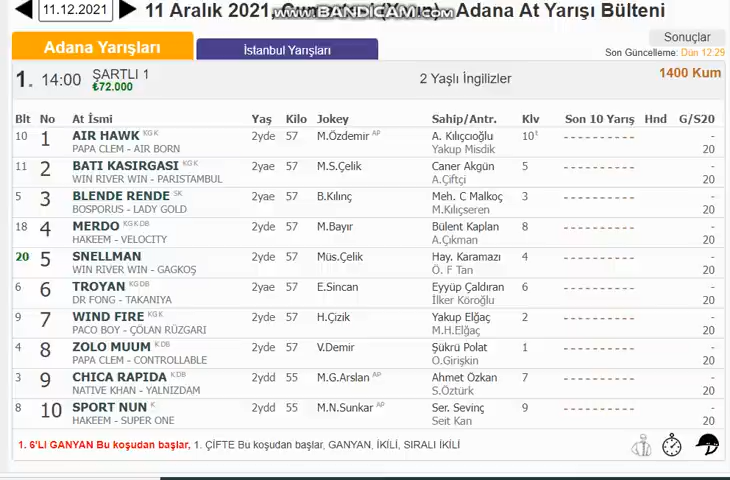 11.12.2021 11 Aralık 2021, Adana At Yarışı Bülteni
www.BANDICAM.com
Adana Yarışları İstanbul Yarışları Sonuçlar
Son Güncelleme: Dün 12:29
1. 14:00 ŞARTLI 1 2 Yaşlı İngilizler 1400 Kum
₺72.000
Blt No At İsmi Yaş Kilo Jokey Sahip/Antr. Klv Son 10 Yarış Hnd G/S20
10 1 AIR HAWK KGK 2yde 57 M.Özdemir AP A. Kılıçcıoğlu 10 1 ---------- -
PAPA CLEM - AIR BORN Yakup Misdik 20
11 2 BATI KASIRGASI KGK 2yae 57 M.S.Çelik Caner Akgün 5 ---------- -
WIN RIVER WIN - PARISTAMBUL A.Çiftçi 20
5 3 BLENDE RENDE SK 2yae 57 B.Kılınç Meh. C Malkoç 3 ---------- -
BOSPORUS - LADY GOLD M.Kılıçseren 20
18 4 MERDO KGK DB 2yde 57 M.Bayır Bülent Kaplan 8 ---------- -
HAKEEM - VELOCITY A.Çıkman 20
20 5 SNELLMAN 2yde 57 Müs.Çelik Hay. Karamazı 4 ---------- -
WIN RIVER WIN - GAGKOŞ Ö. F Tan 20
6 6 TROYAN KG DB 2yae 57 E.Sincan Eyyüp Çaldıran 6 ---------- -
DR FONG - TAKANIYA İlker Köroğlu 20
9 7 WIND FIRE KGK 2yde 57 H.Çizik Yakup Elğaç 2 ---------- -
PACO BOY - ÇÖLAN RÜZGARI M.H.Elğaç 20
4 8 ZOLO MUUM K DB 2yde 57 V.Demir Şükrü Polat 1 ---------- -
PAPA CLEM - CONTROLLABLE Ö.Girişkin 20
3 9 CHICA RAPIDA K DB 2ydd 55 M.G.Arslan AP Ahmet Özkan 7 ---------- -
NATIVE KHAN - YALNIZDAM S.Öztürk 20
8 10 SPORT NUN K 2ydd 55 M.N.Sunkar AP Ser. Sevinç 9 ---------- -
HAKEEM - SUPER ONE Seit Kan 20
1. 6'LI GANYAN Bu koşudan başlar, 1. ÇİFTE Bu koşudan başlar, GANYAN, İKİLİ, SIRALI İKİLİ